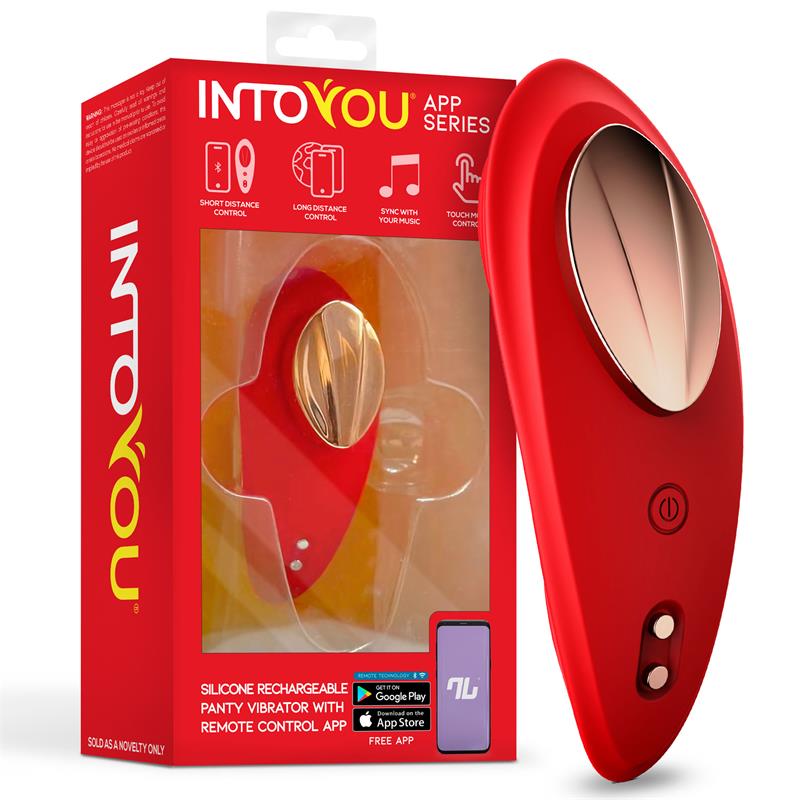 INTOYOU® APP
SERIES
SHORT DISTANCE
CONTROL
LONG DISTANCE
CONTROL
SYNC WITH
YOUR MUSIC
TOUCH
CONTRO
SILICONE RECHARGEABLE
PANTY VIBRATOR WITH
REMOTE CONTROL APP
REMOTE TECHNOLOGY
GET IT ON
Google Play
Download on the
App Store
FREE APP
INTOYOU®
SOLD AS A NOVELTY ONLY